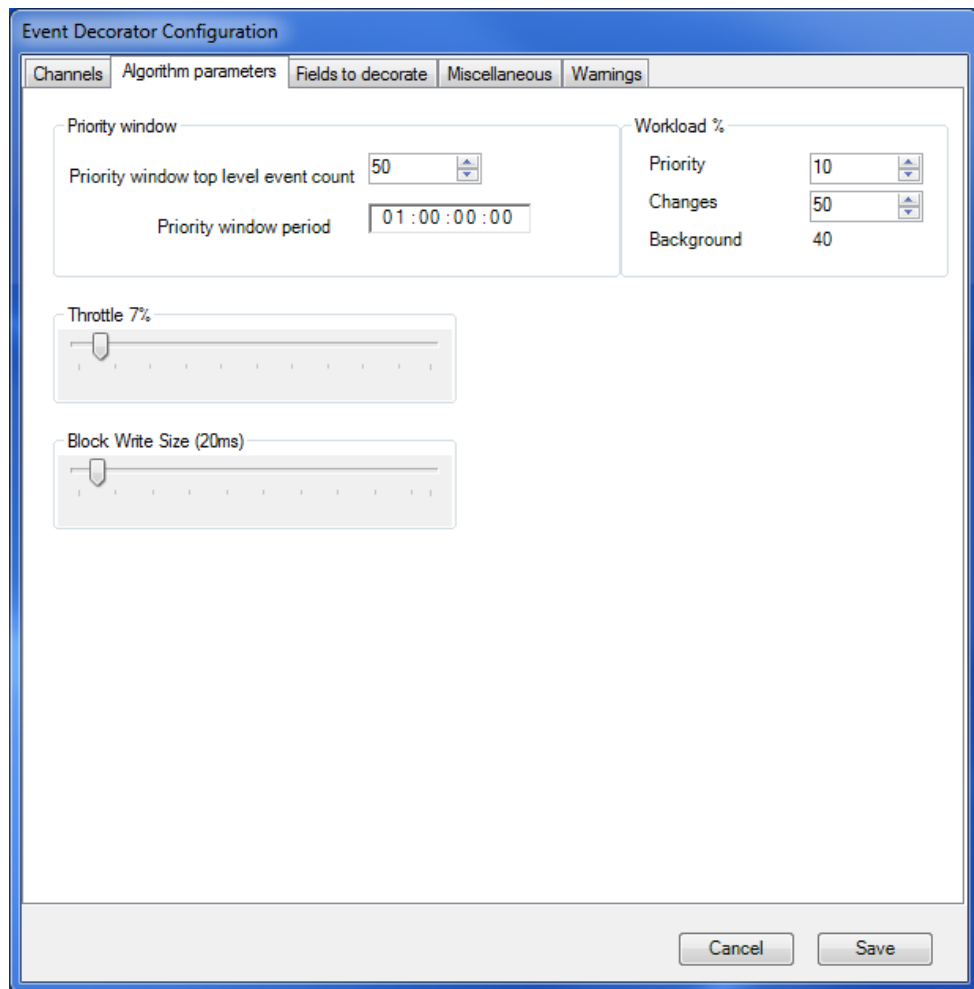 Event Decorator Configuration
Channels Algorithm parameters Fields to decorate Miscellaneous Warnings
Priority window
Priority window top level event count 50
Priority window period 01:00:00:00
Workload %
Priority 10
Changes 50
Background 40
Throttle 7%
Block Write Size (20ms)
Cancel Save